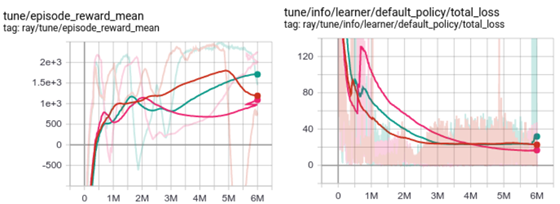 tune/episode_reward_mean
tag: ray/tune/episode_reward_mean
2e+3
1.5e+3
1e+3
500
0
-500
0 1M 2M 3M 4M 5M 6M
tune/info/learner/default_policy/total_loss
tag: ray/tune/info/learner/default_policy/total_loss
120
80
40
0
0 1M 2M 3M 4M 5M 6M